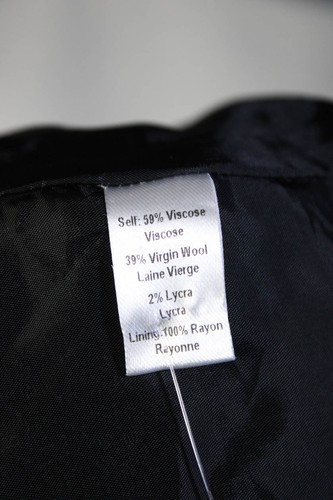 Self: 59% Viscose
Viscose
39% Virgin Wool
Laine Vierge
2% Lycra
Lycra
Lining:100% Rayon
Rayonne